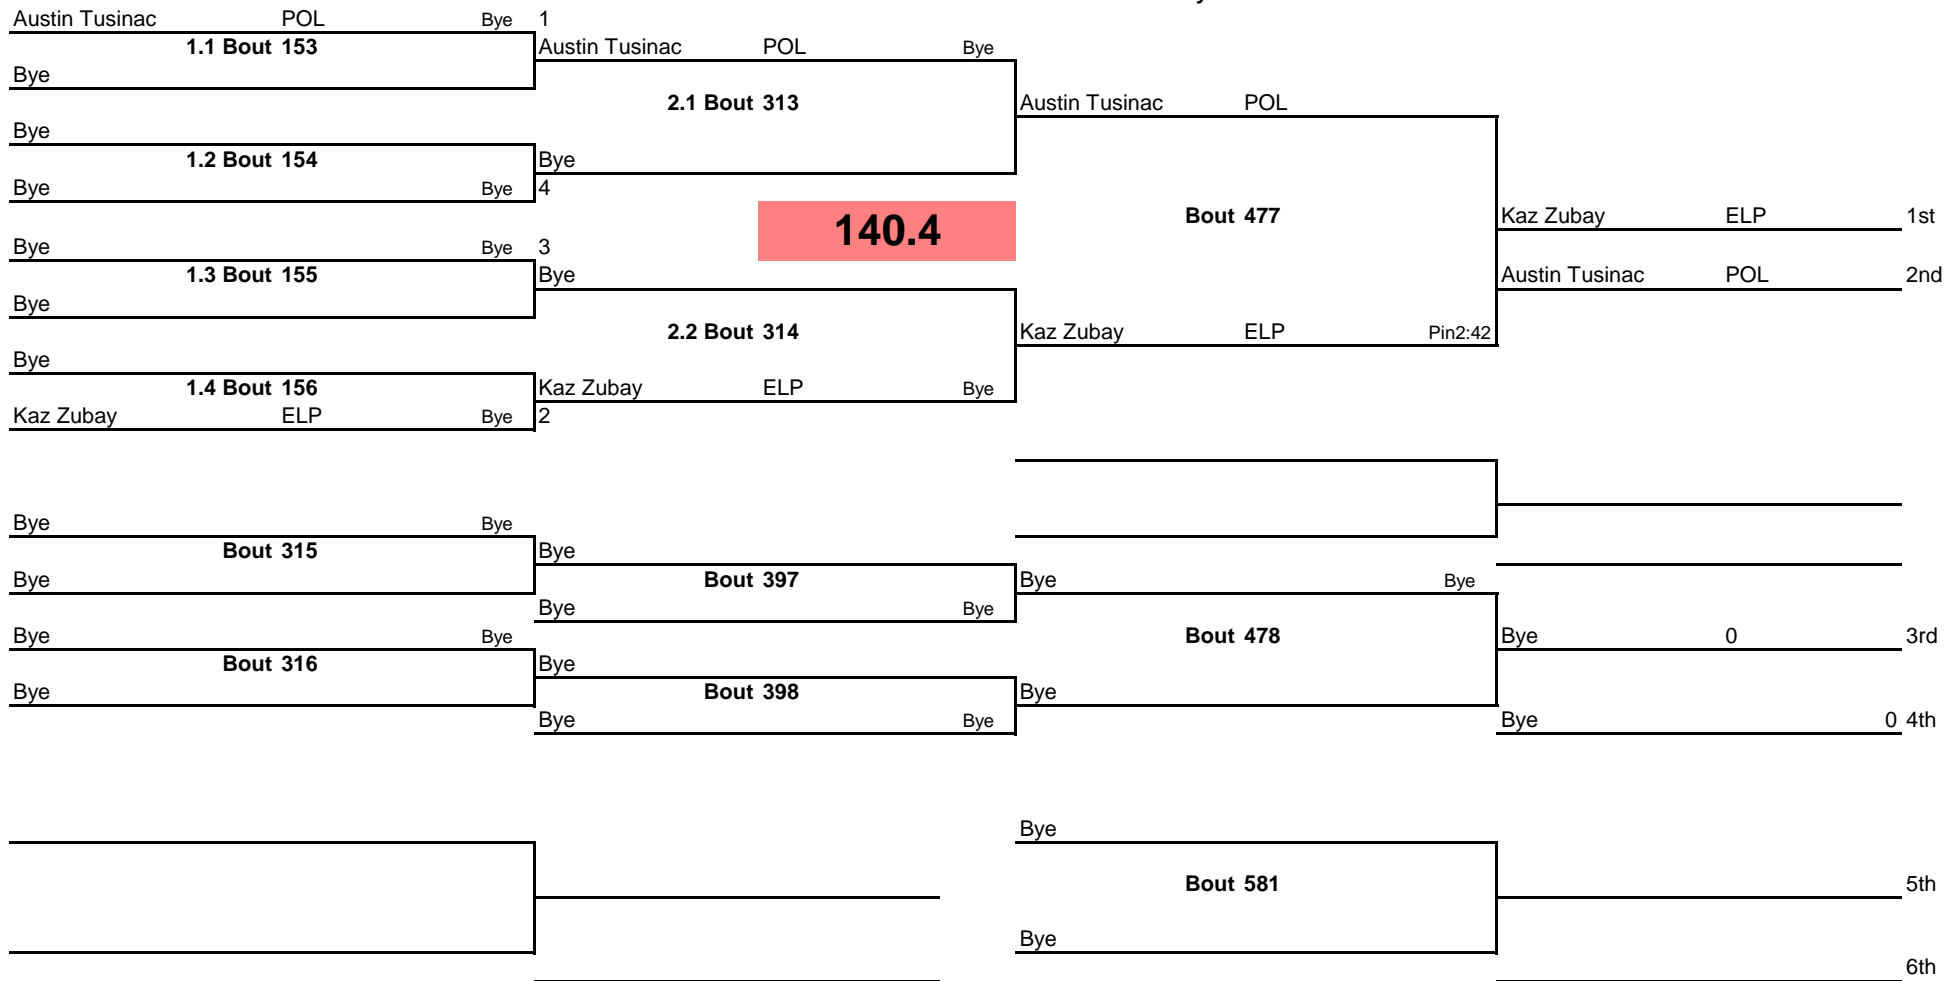 Austin Tusinac POL Bye 1
1.1 Bout 153 Austin Tusinac POL Bye
Bye
2.1 Bout 313 Austin Tusinac POL
Bye
1.2 Bout 154 Bye
Bye Bye 4
140.4 Bout 477 Kaz Zubay ELP 1st
Bye Bye 3
1.3 Bout 155 Bye Austin Tusinac POL 2nd
Bye
2.2 Bout 314 Kaz Zubay ELP Pin2:42
Bye
1.4 Bout 156 Kaz Zubay ELP Bye
Kaz Zubay ELP Bye 2
Bye Bye
Bout 315 Bye
Bye Bout 397 Bye Bye
Bye Bye
Bye Bye Bout 478 Bye 0 3rd
Bout 316 Bye
Bye Bout 398 Bye
Bye Bye Bye 0 4th
Bye
Bout 581 5th
Bye
6th